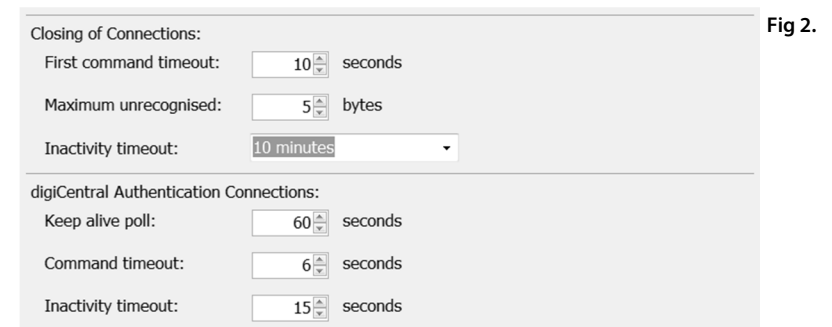 Fig 2.
Closing of Connections:
First command timeout: 10 seconds
Maximum unrecognised: 5 bytes
Inactivity timeout: 10 minutes
digiCentral Authentication Connections:
Keep alive poll: 60 seconds
Command timeout: 6 seconds
Inactivity timeout: 15 seconds